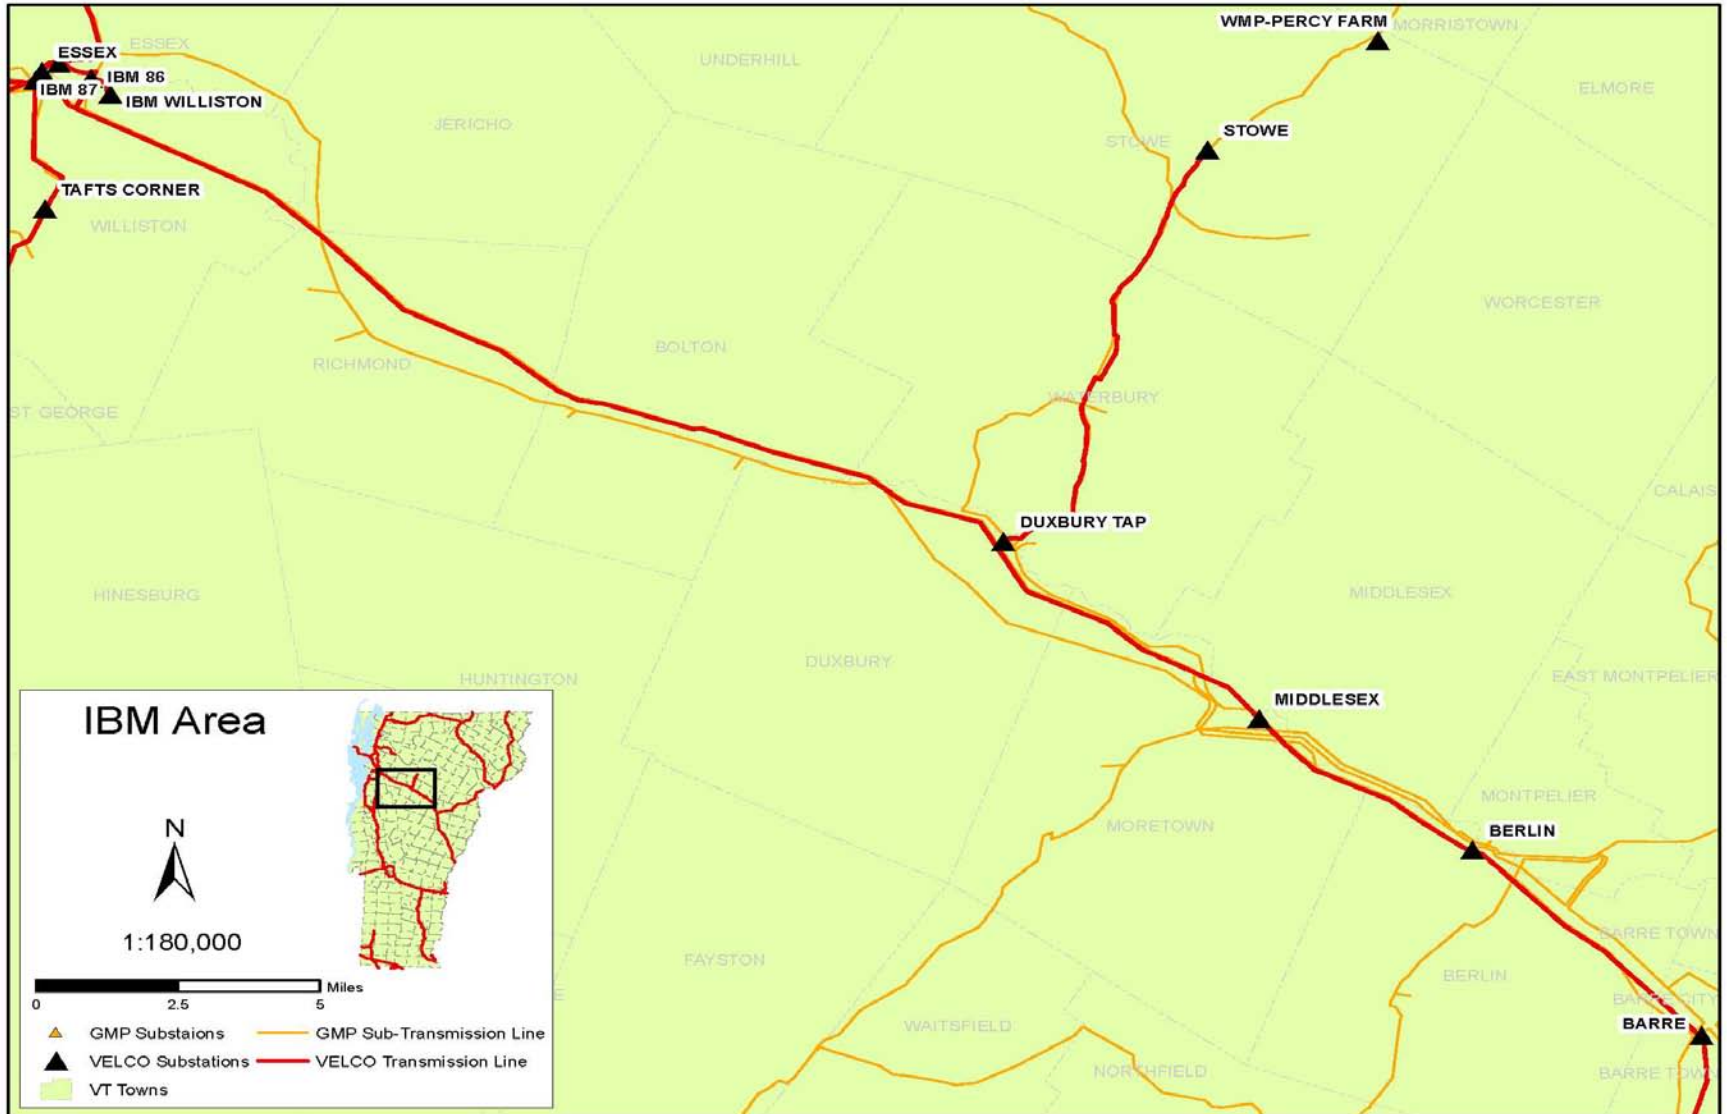 WMP-PERCY FARM
MORRISTOWN
ESSEX
ESSEX
UNDERHILL
IBM 86
IBM 87
IBM WILLISTON
ELMORE
JERICHO
STOWE
STOWE
TAFTS CORNER
WILLISTON
WORCESTER
BOLTON
RICHMOND
WATERBURY
ST. GEORGE
CALAIS
DUXBURY TAP
HINESBURG
MIDDLESEX
DUXBURY
HUNTINGTON
EAST MONTPELIER
MIDDLESEX
MONTPELIER
MORETOWN
BERLIN
BARRE TOWN
FAYSTON
BERLIN
BARRE CITY
WAITSFIELD
BARRE
NORTHFIELD
BARRE TOWN
IBM Area
N
1:180,000
Miles
0 2.5 5
GMP Substaions
GMP Sub-Transmission Line
VELCO Substations
VELCO Transmission Line
VT Towns